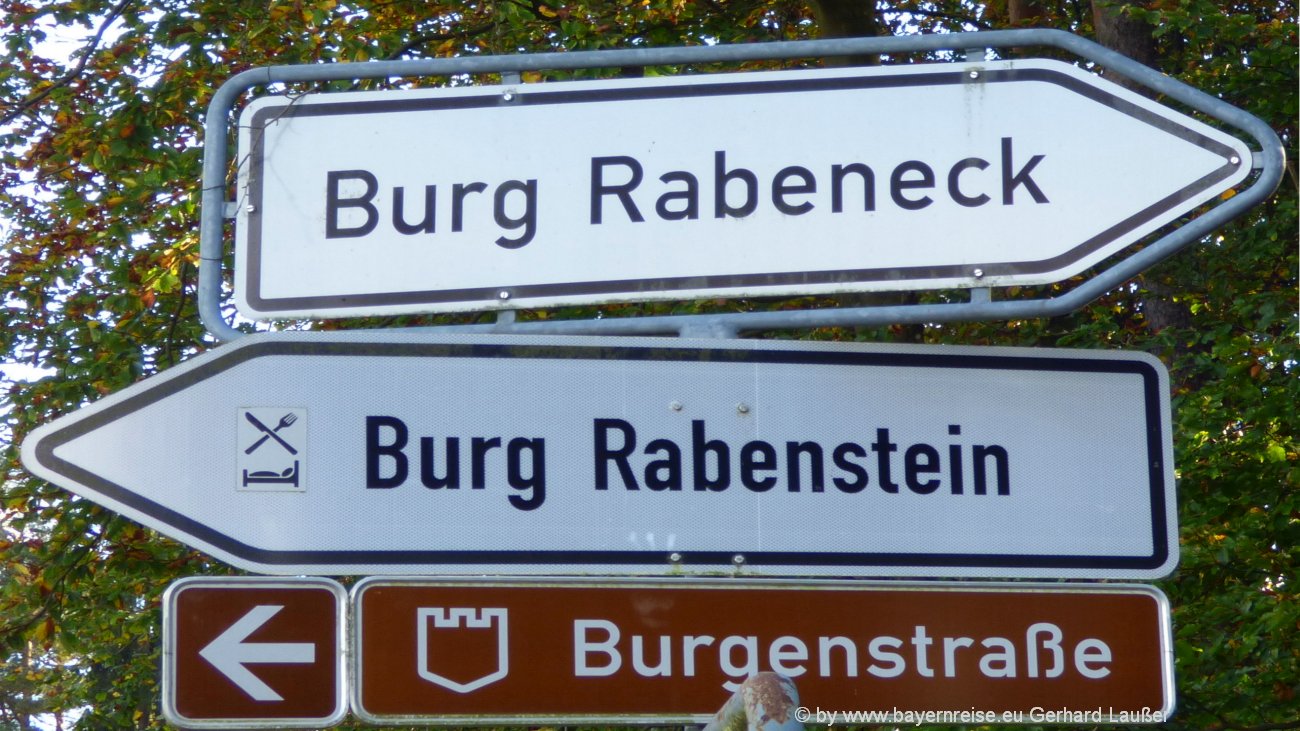 Burg Rabeneck
Burg Rabenstein
Burgenstraße
© by www.bayernreise.eu Gerhard Laußer